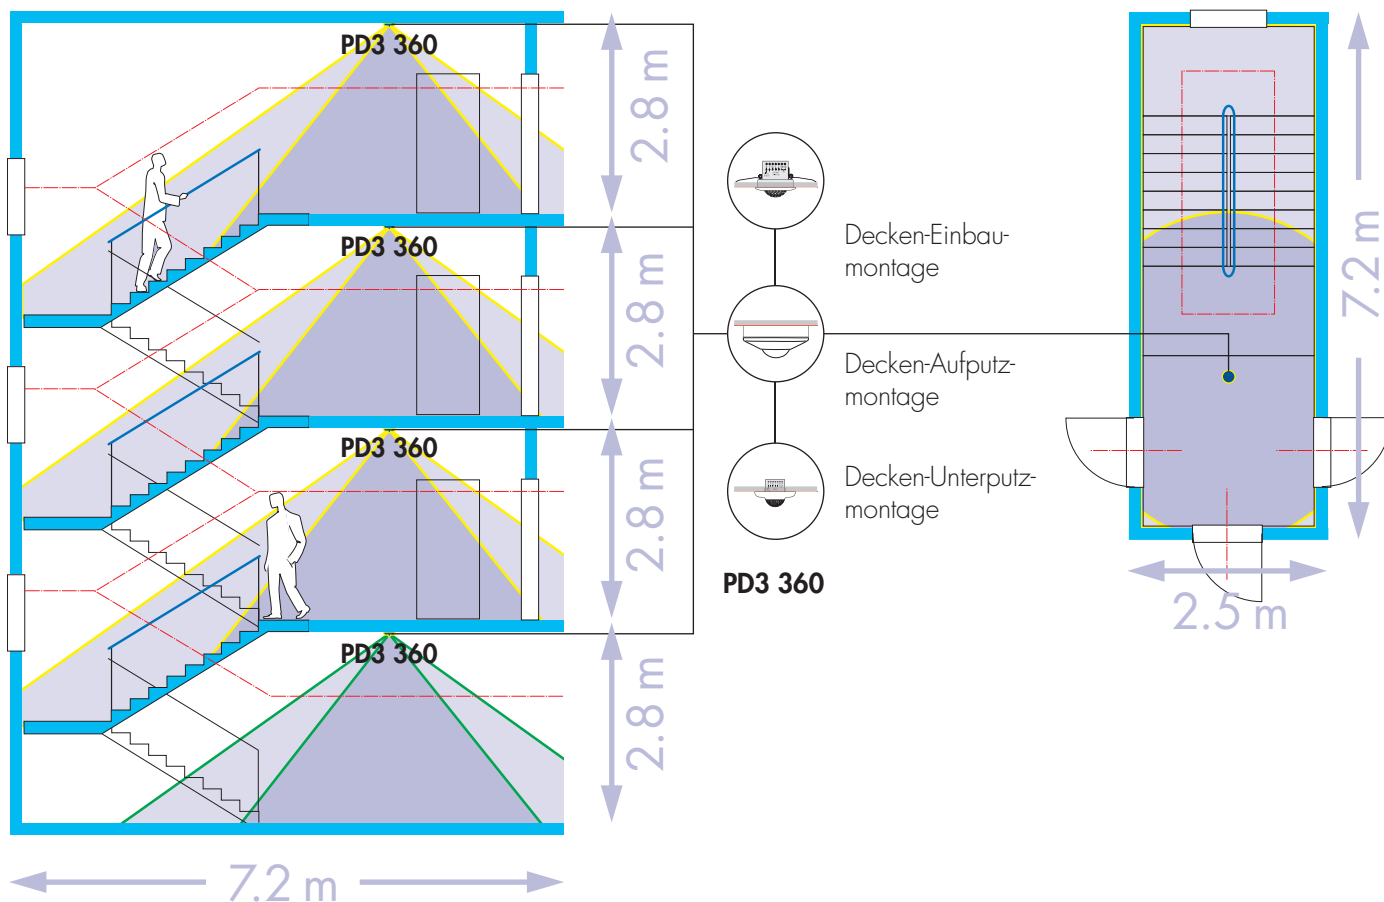 PD3 360
2.8 m
PD3 360
2.8 m
PD3 360
2.8 m
PD3 360
2.8 m
7.2 m
Decken-Einbau-
montage
Decken-Aufputz-
montage
Decken-Unterputz-
montage
PD3 360
7.2 m
2.5 m